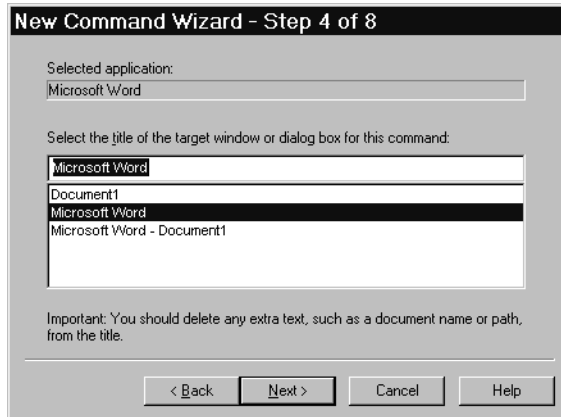 New Command Wizard - Step 4 of 8
Selected application:
Microsoft Word
Select the title of the target window or dialog box for this command:
Microsoft Word
Document1
Microsoft Word
Microsoft Word - Document1
Important: You should delete any extra text, such as a document name or path,
from the title.
< Back Next > Cancel Help